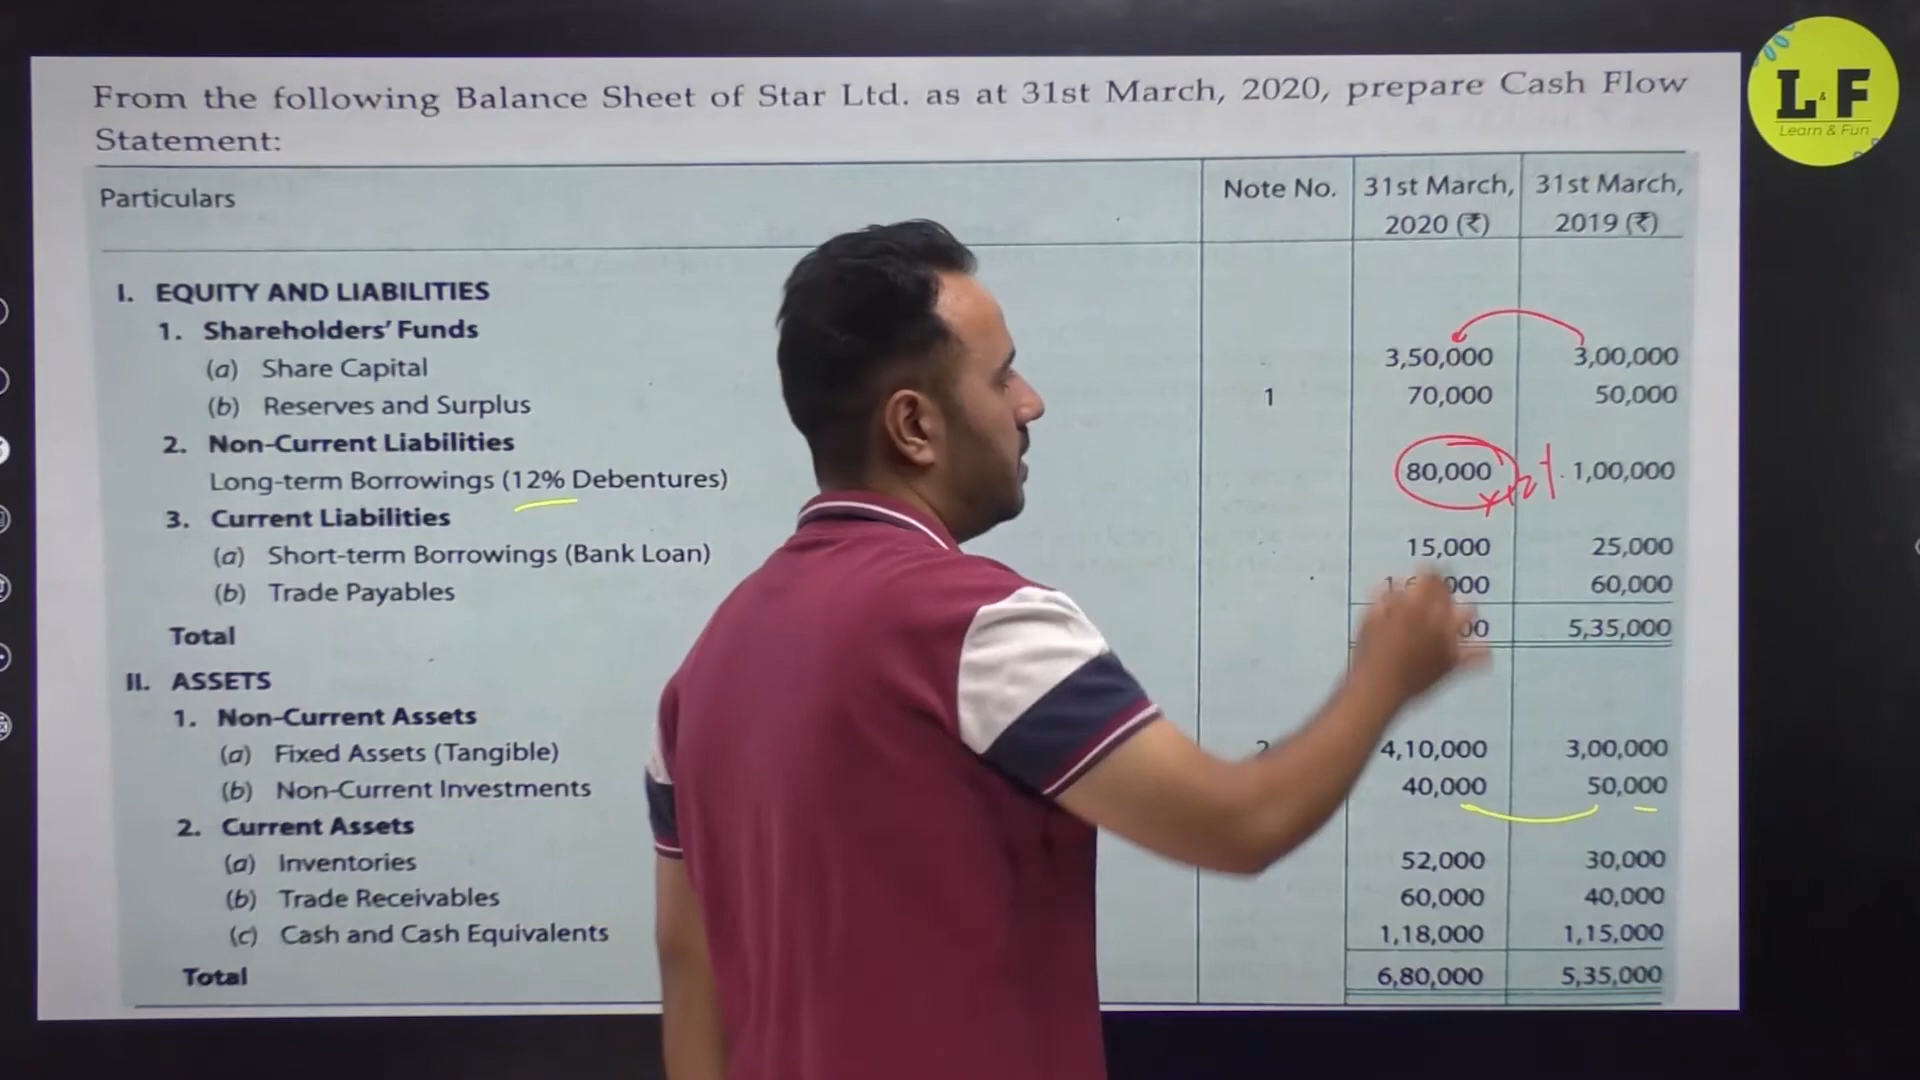 From the following Balance Sheet of Star Ltd. as at 31st March, 2020, prepare Cash Flow
Statement:
L & F
Learn & Fun
Particulars Note No. 31st March, 2020 (₹) 31st March, 2019 (₹)
I. EQUITY AND LIABILITIES
1. Shareholders' Funds
(a) Share Capital 3,50,000 3,00,000
(b) Reserves and Surplus 1 70,000 50,000
2. Non-Current Liabilities
Long-term Borrowings (12% Debentures) 80,000 1,00,000
3. Current Liabilities
(a) Short-term Borrowings (Bank Loan) 15,000 25,000
(b) Trade Payables 60,000
Total 5,35,000
II. ASSETS
1. Non-Current Assets
(a) Fixed Assets (Tangible) 4,10,000 3,00,000
(b) Non-Current Investments 40,000 50,000
2. Current Assets
(a) Inventories 52,000 30,000
(b) Trade Receivables 60,000 40,000
(c) Cash and Cash Equivalents 1,18,000 1,15,000
Total 6,80,000 5,35,000